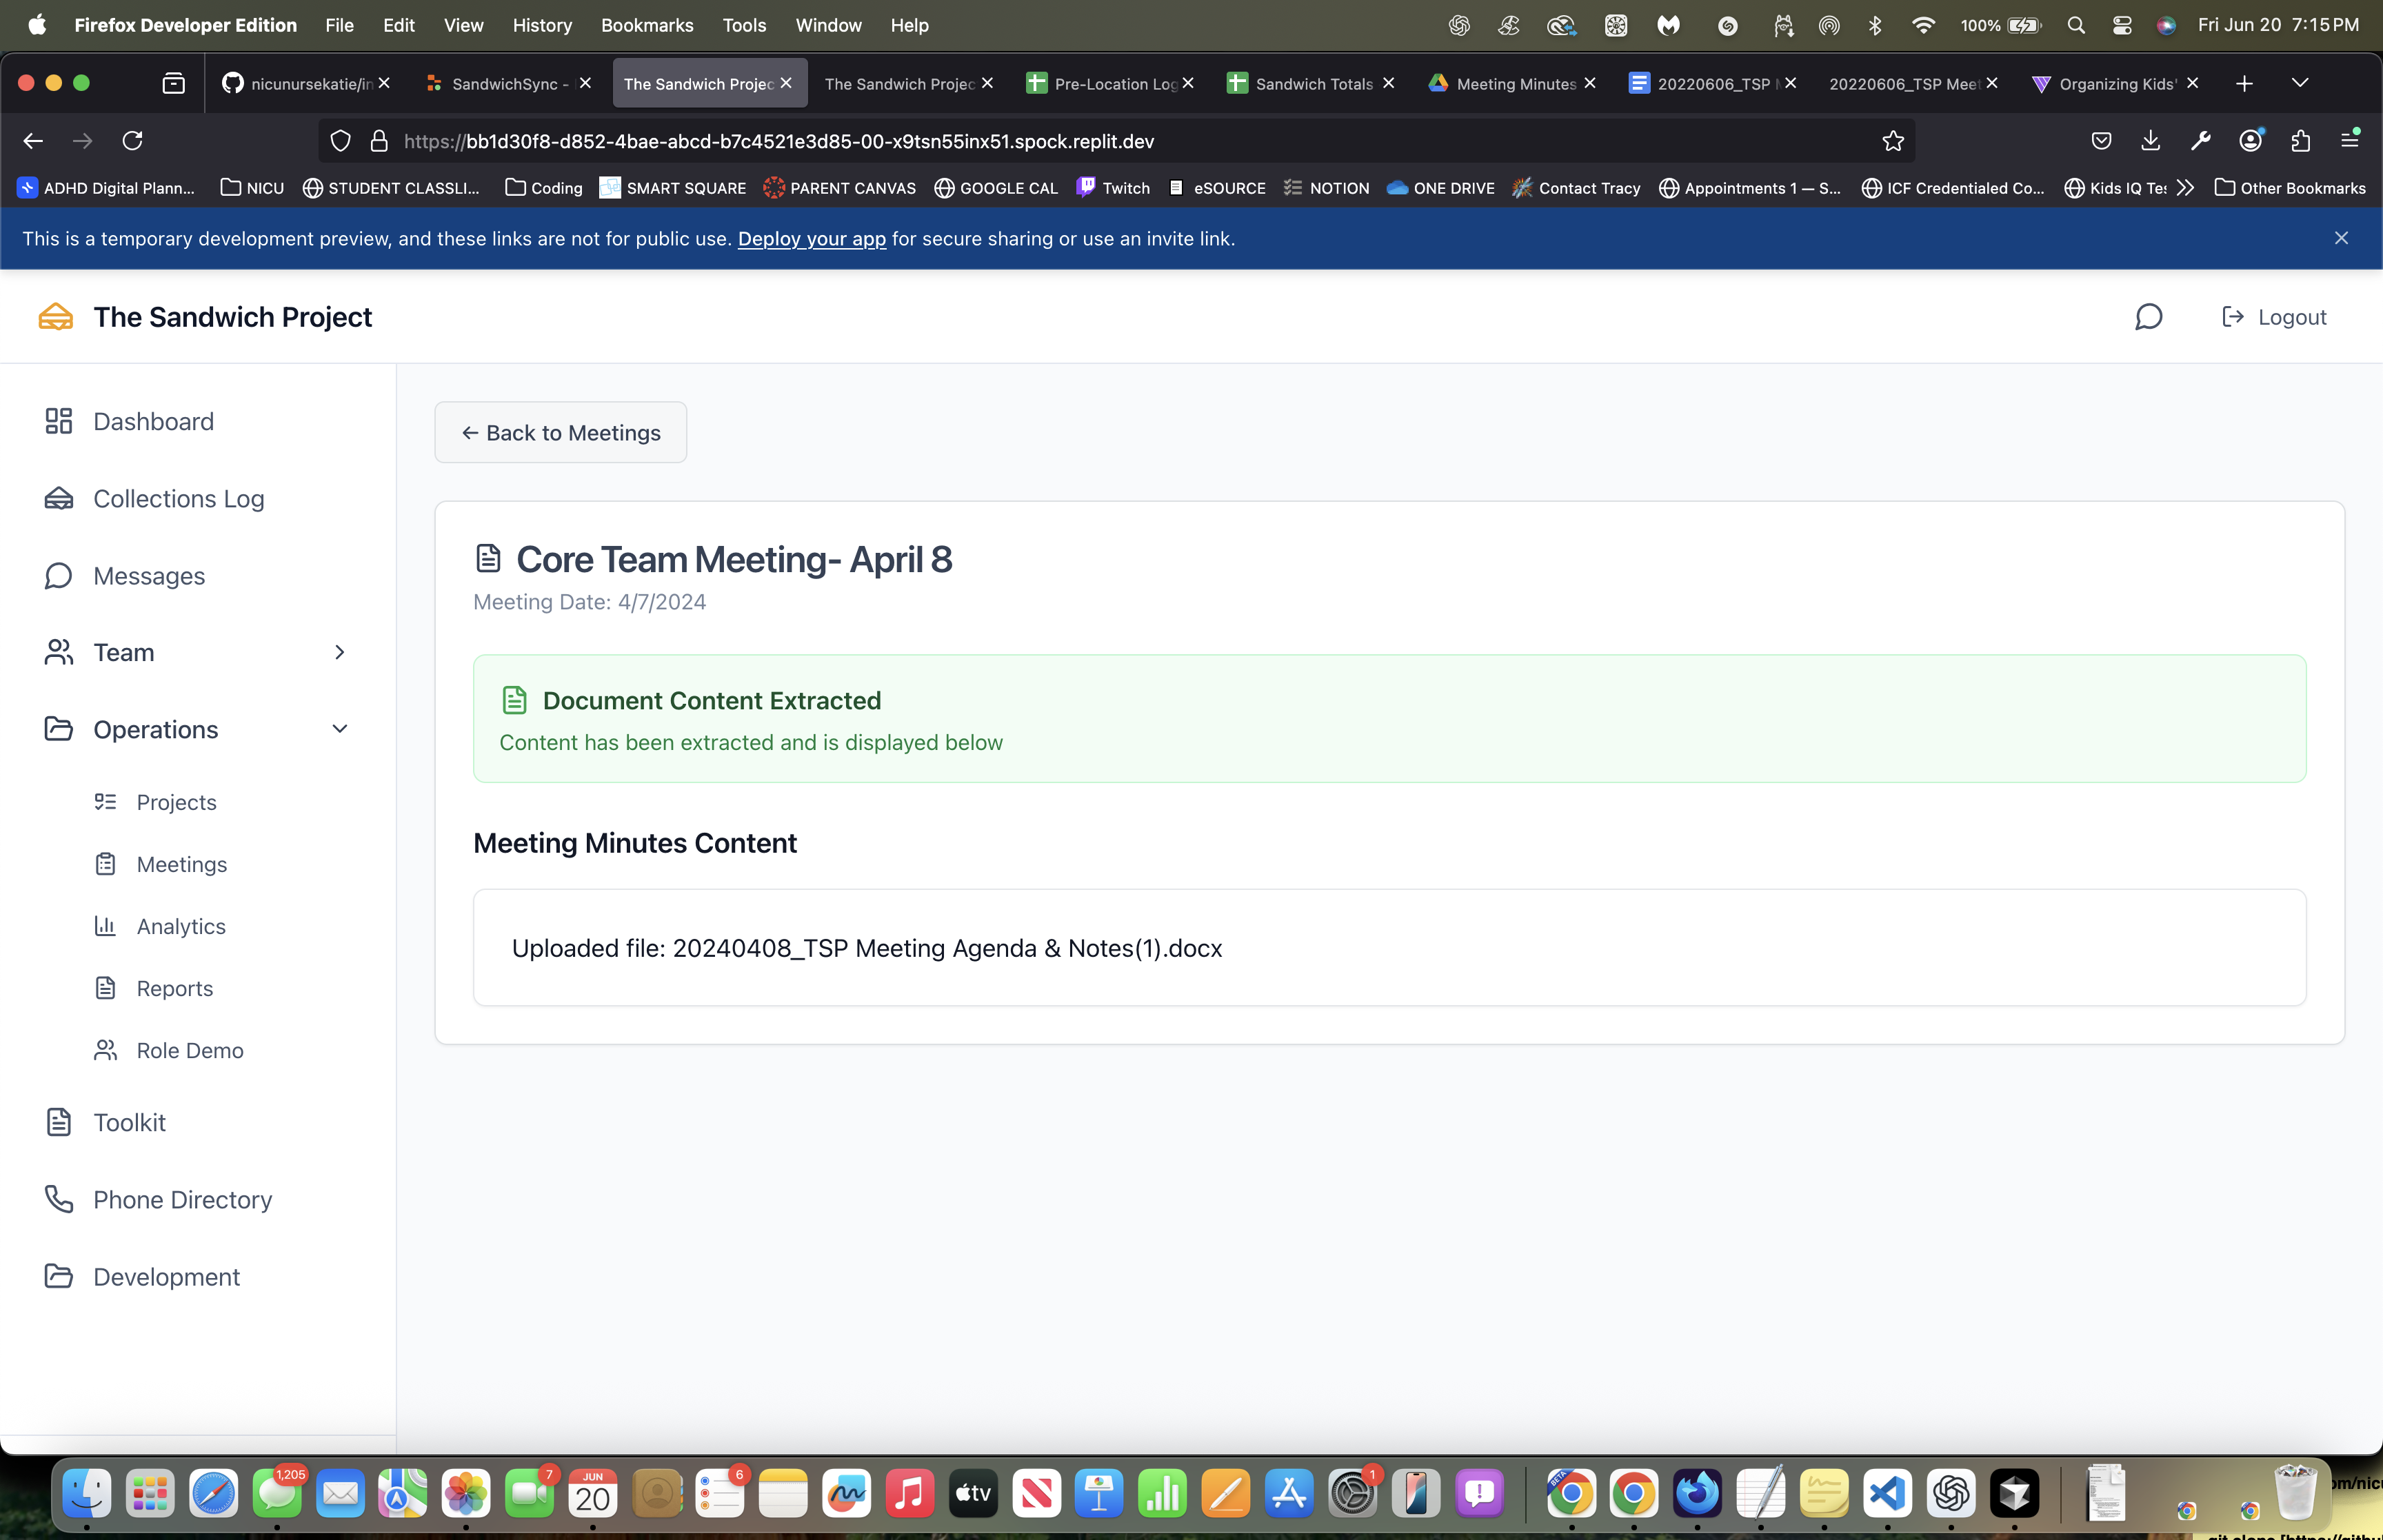 Firefox Developer Edition File Edit View History Bookmarks Tools Window Help 100% Fri Jun 20 7:15 PM
nicunursekatie/in SandwichSync - The Sandwich Projec The Sandwich Projec Pre-Location Log Sandwich Totals Meeting Minutes 20220606_TSP 20220606_TSP Meet Organizing Kids'
https://bb1d30f8-d852-4bae-abcd-b7c4521e3d85-00-x9tsn55inx51.spock.replit.dev
ADHD Digital Plann... NICU STUDENT CLASSLI... Coding SMART SQUARE PARENT CANVAS GOOGLE CAL Twitch eSOURCE NOTION ONE DRIVE Contact Tracy Appointments 1 — S... ICF Credentialed Co... Kids IQ Tes Other Bookmarks
This is a temporary development preview, and these links are not for public use. Deploy your app for secure sharing or use an invite link.
The Sandwich Project
Logout
Dashboard
Collections Log
Messages
Team
Operations
Projects
Meetings
Analytics
Reports
Role Demo
Toolkit
Phone Directory
Development
← Back to Meetings
Core Team Meeting- April 8
Meeting Date: 4/7/2024
Document Content Extracted
Content has been extracted and is displayed below
Meeting Minutes Content
Uploaded file: 20240408_TSP Meeting Agenda & Notes(1).docx
1,205 7 JUN 20 6 tv 1 BETA